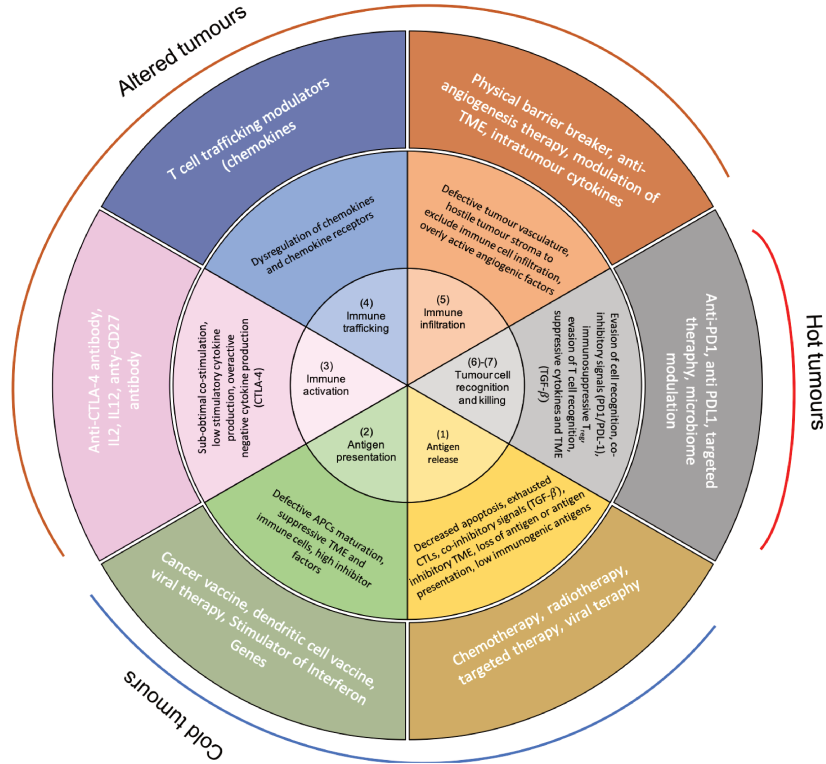 Altered tumours
T cell trafficking modulators
(chemokines
Physical barrier breaker, anti-
angiogenesis therapy, modulation of
TME, intratumour cytokines
Dysregulation of chemokines
and chemokine receptors
Defective tumour vasculature,
hostile tumour stroma to
exclude immune cell infiltration,
overly active angiogenic factors
(4)
Immune
trafficking
(5)
Immune
infiltration
Anti-CTLA-4 antibody,
IL2, IL12, anty-CD27
antibody
Sub-obtimal co-stimulation,
low stimulatory cytokine
production, overactive
negative cytokine production
(CTLA-4)
(3)
Immune
activation
(6)-(7)
Tumour cell
recognition
and killing
Evasion of cell recognition, co-
inhibitory signals (PD1/PDL-1),
immunosuppressive Treg,
evasion of T cell recognition,
suppressive cytokines and TME
(TGF-β)
Anti-PD1, anti PDL1, targeted
theraphy, microbiome
modulation
Hot tumours
(2)
Antigen
presentation
(1)
Antigen
release
Defective APCs maturation,
suppressive TME and
immune cells, high inhibitor
factors
Decreased apoptosis, exhausted
CTLs, co-inhibitory signals (TGF-β),
inhibitory TME, loss of antigen or antigen
presentation, low immunogenic antigens
Cancer vaccine, dendritic cell vaccine,
viral therapy, Stimulator of Interferon
Genes
Chemotherapy, radiotherapy,
targeted therapy, viral teraphy
Cold tumours